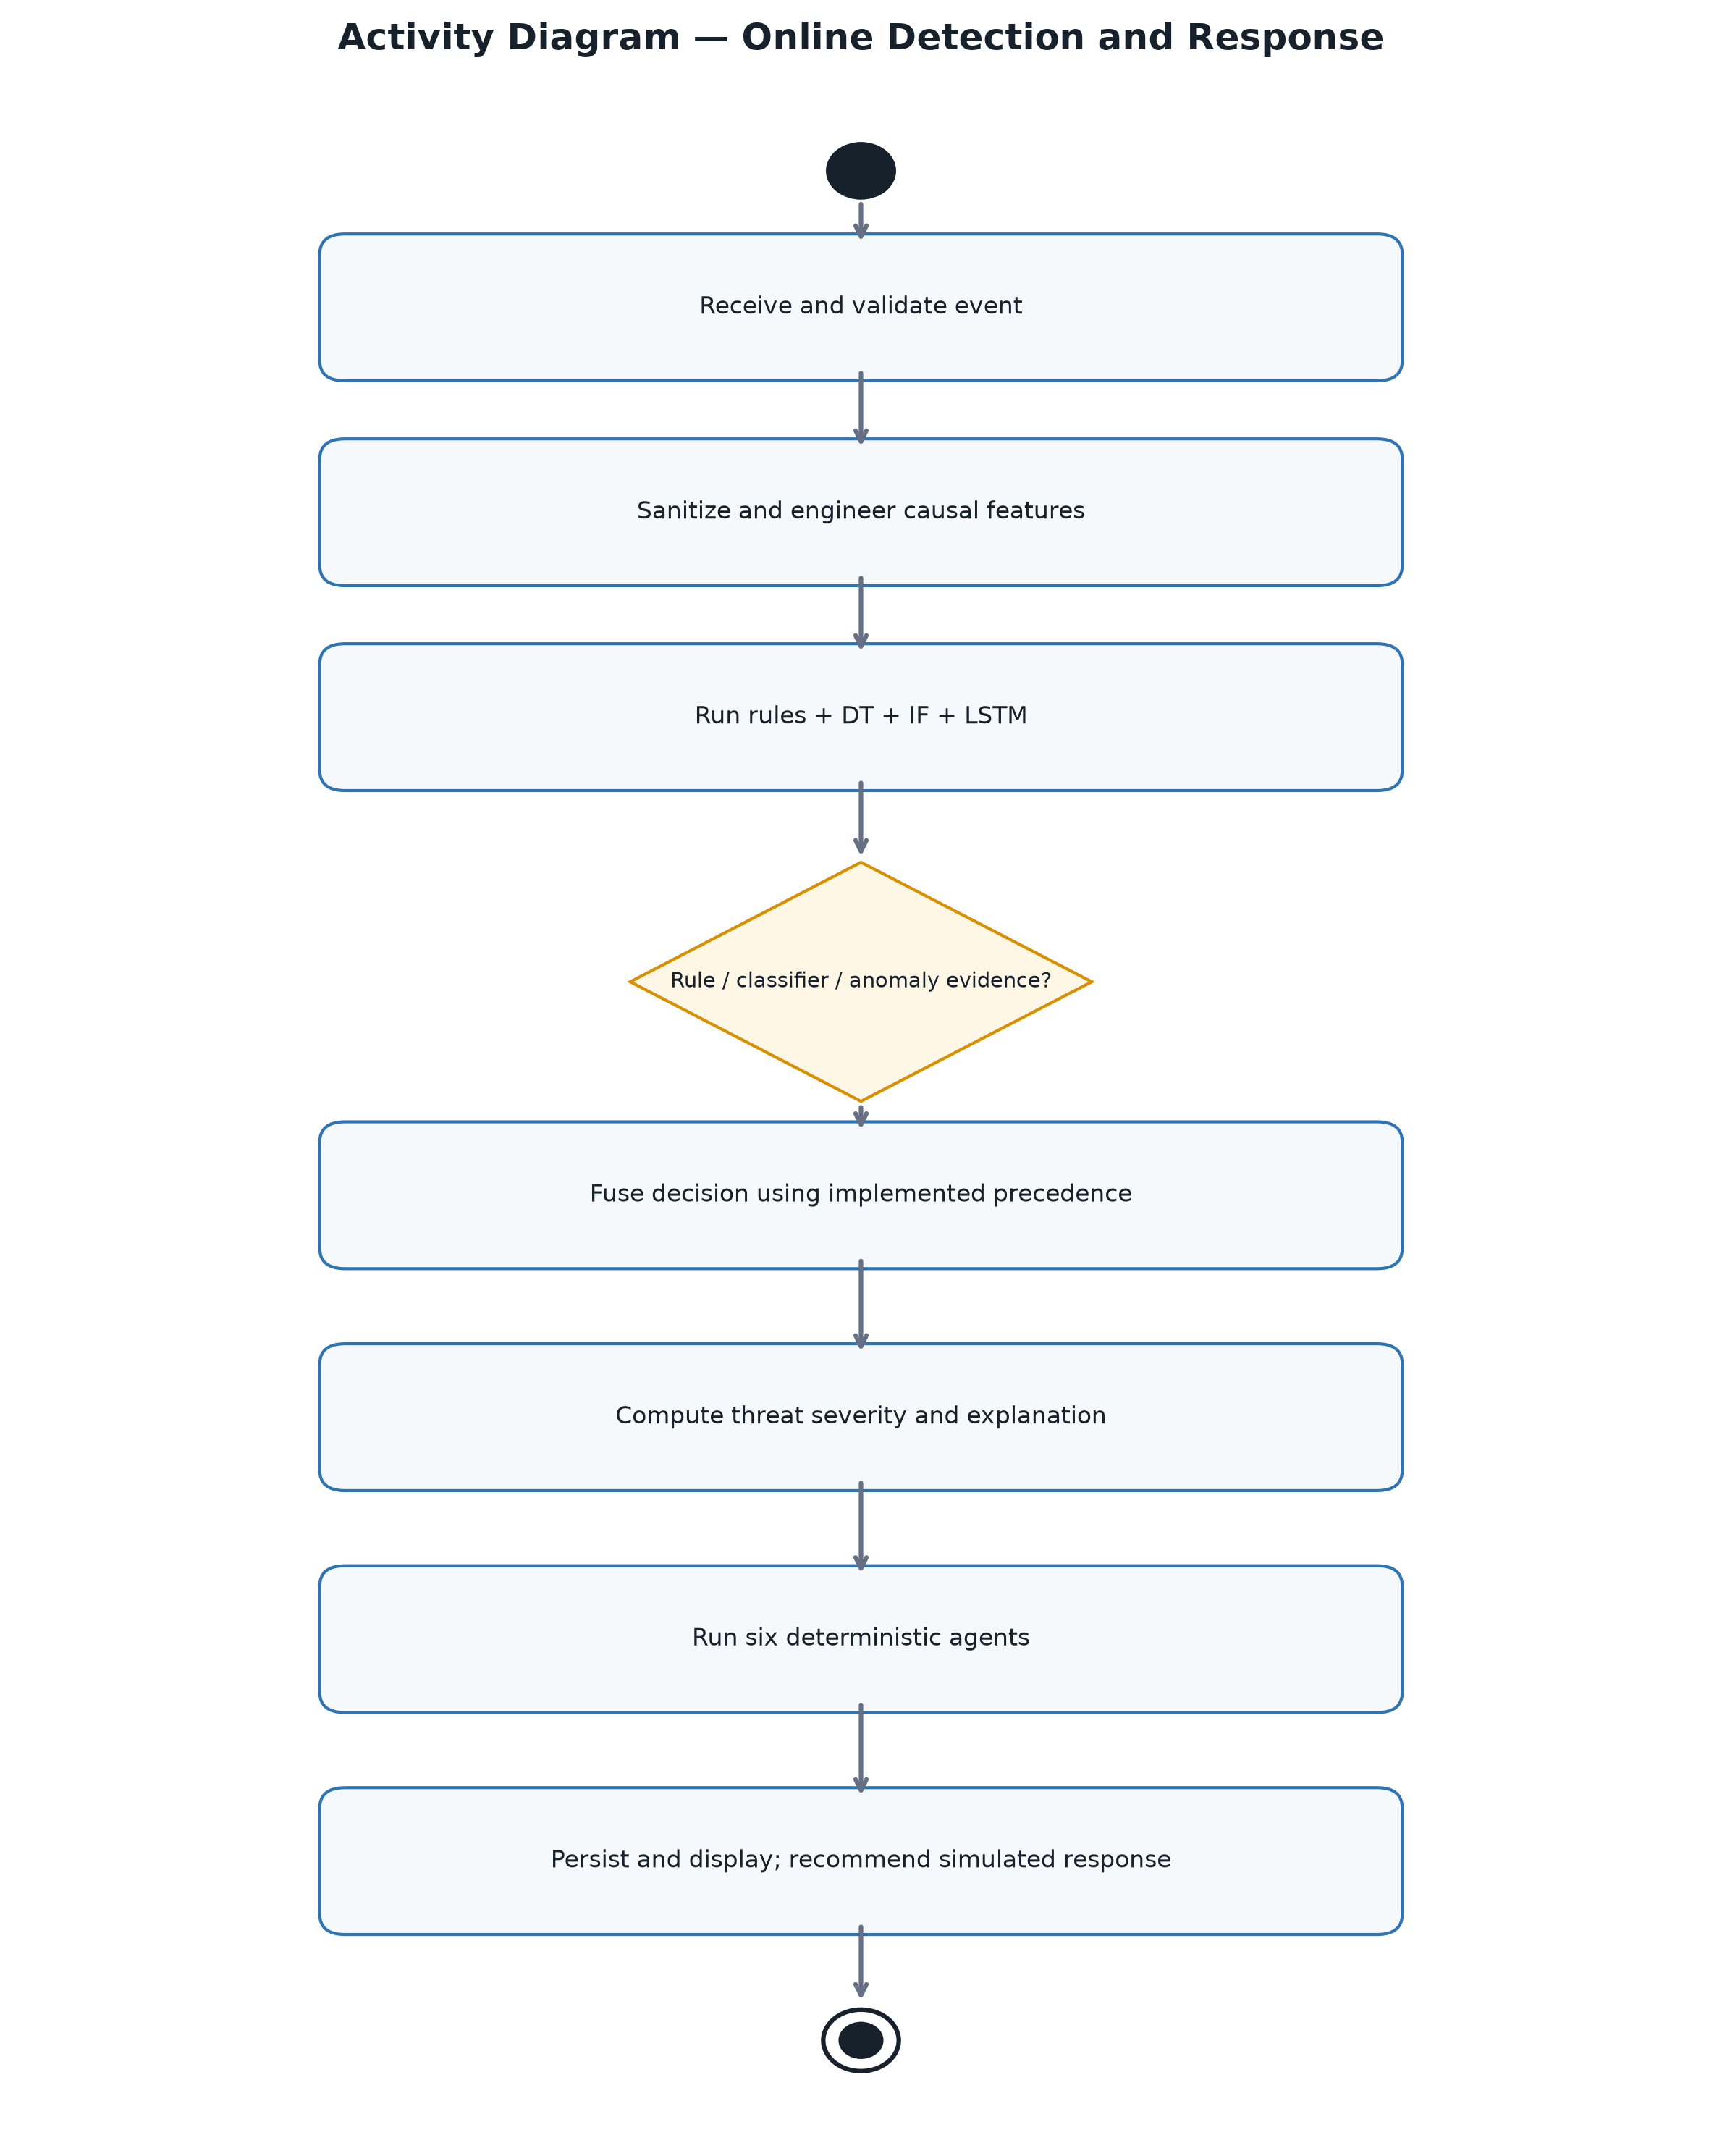 Activity Diagram — Online Detection and Response
Receive and validate event
Sanitize and engineer causal features
Run rules + DT + IF + LSTM
Rule / classifier / anomaly evidence?
Fuse decision using implemented precedence
Compute threat severity and explanation
Run six deterministic agents
Persist and display; recommend simulated response